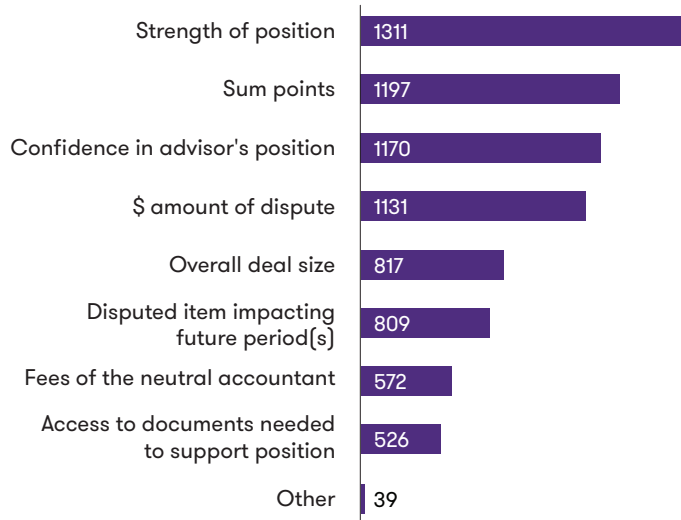 Strength of position 1311
Sum points 1197
Confidence in advisor's position 1170
$ amount of dispute 1131
Overall deal size 817
Disputed item impacting
future period(s) 809
Fees of the neutral accountant 572
Access to documents needed
to support position 526
Other 39